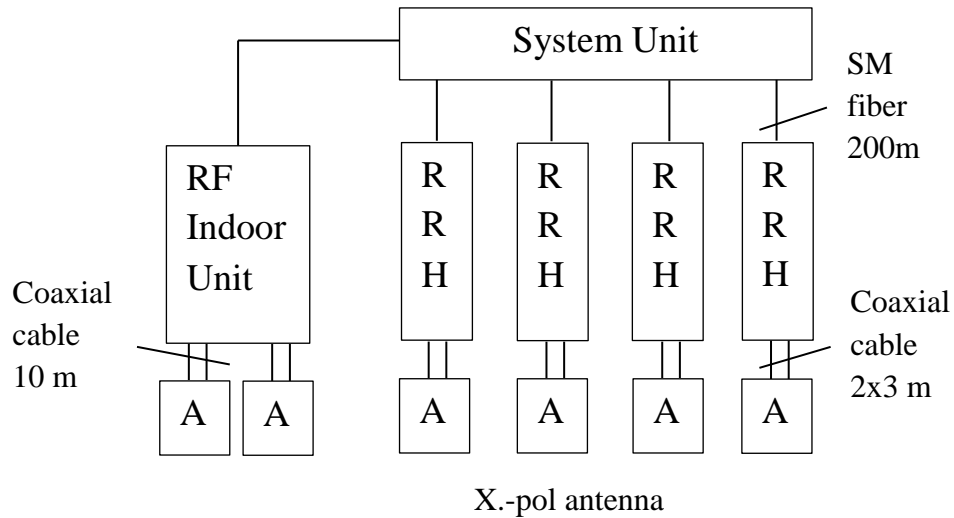 System Unit
SM
fiber
200m
RF
Indoor
Unit
R
R
H
R
R
H
R
R
H
R
R
H
Coaxial
cable
10 m
Coaxial
cable
2x3 m
A
A
A
A
A
A
X.-pol antenna